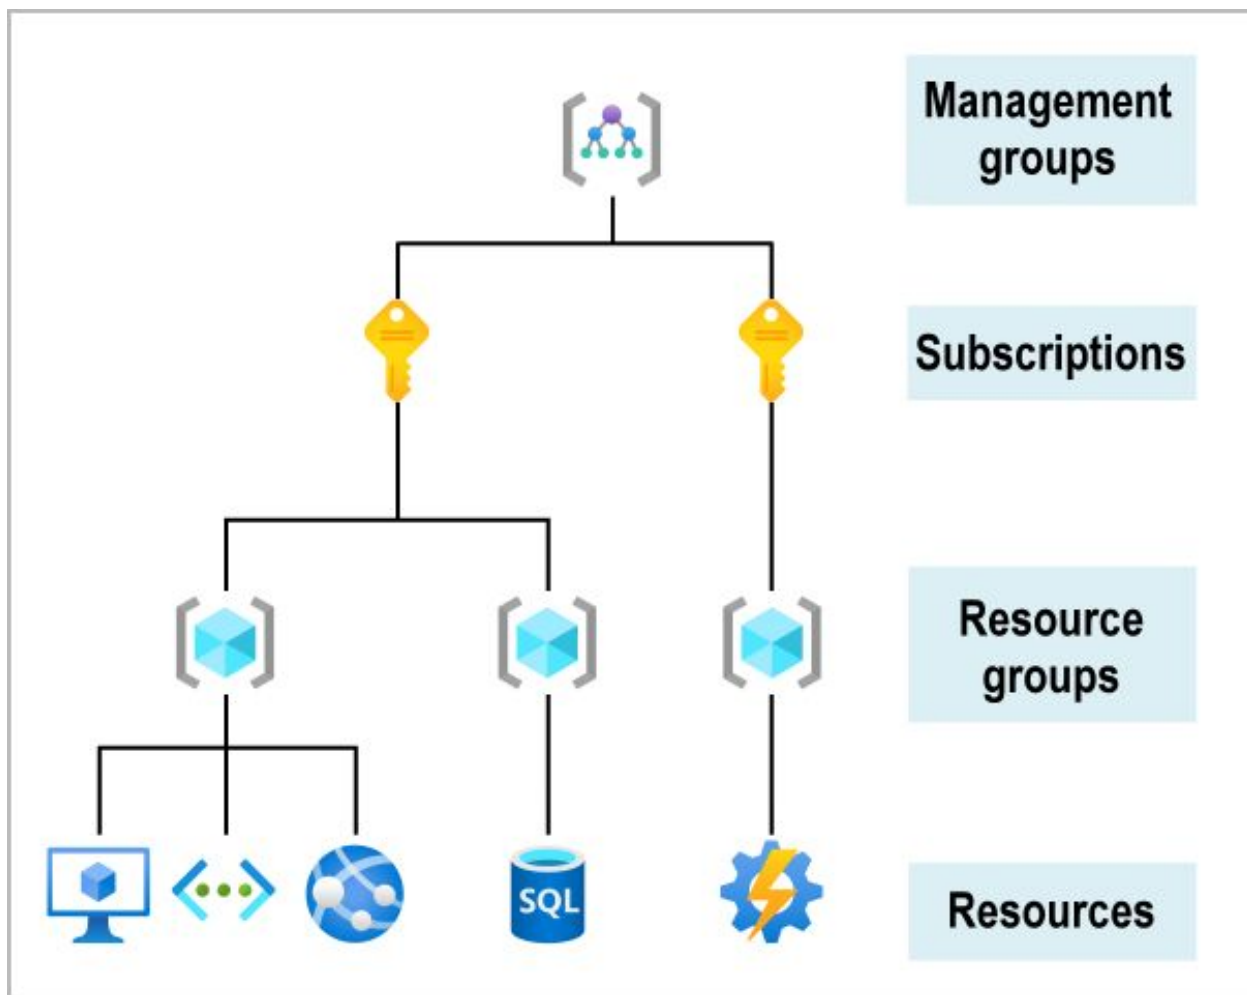 Management
groups
Subscriptions
Resource
groups
SQL
Resources